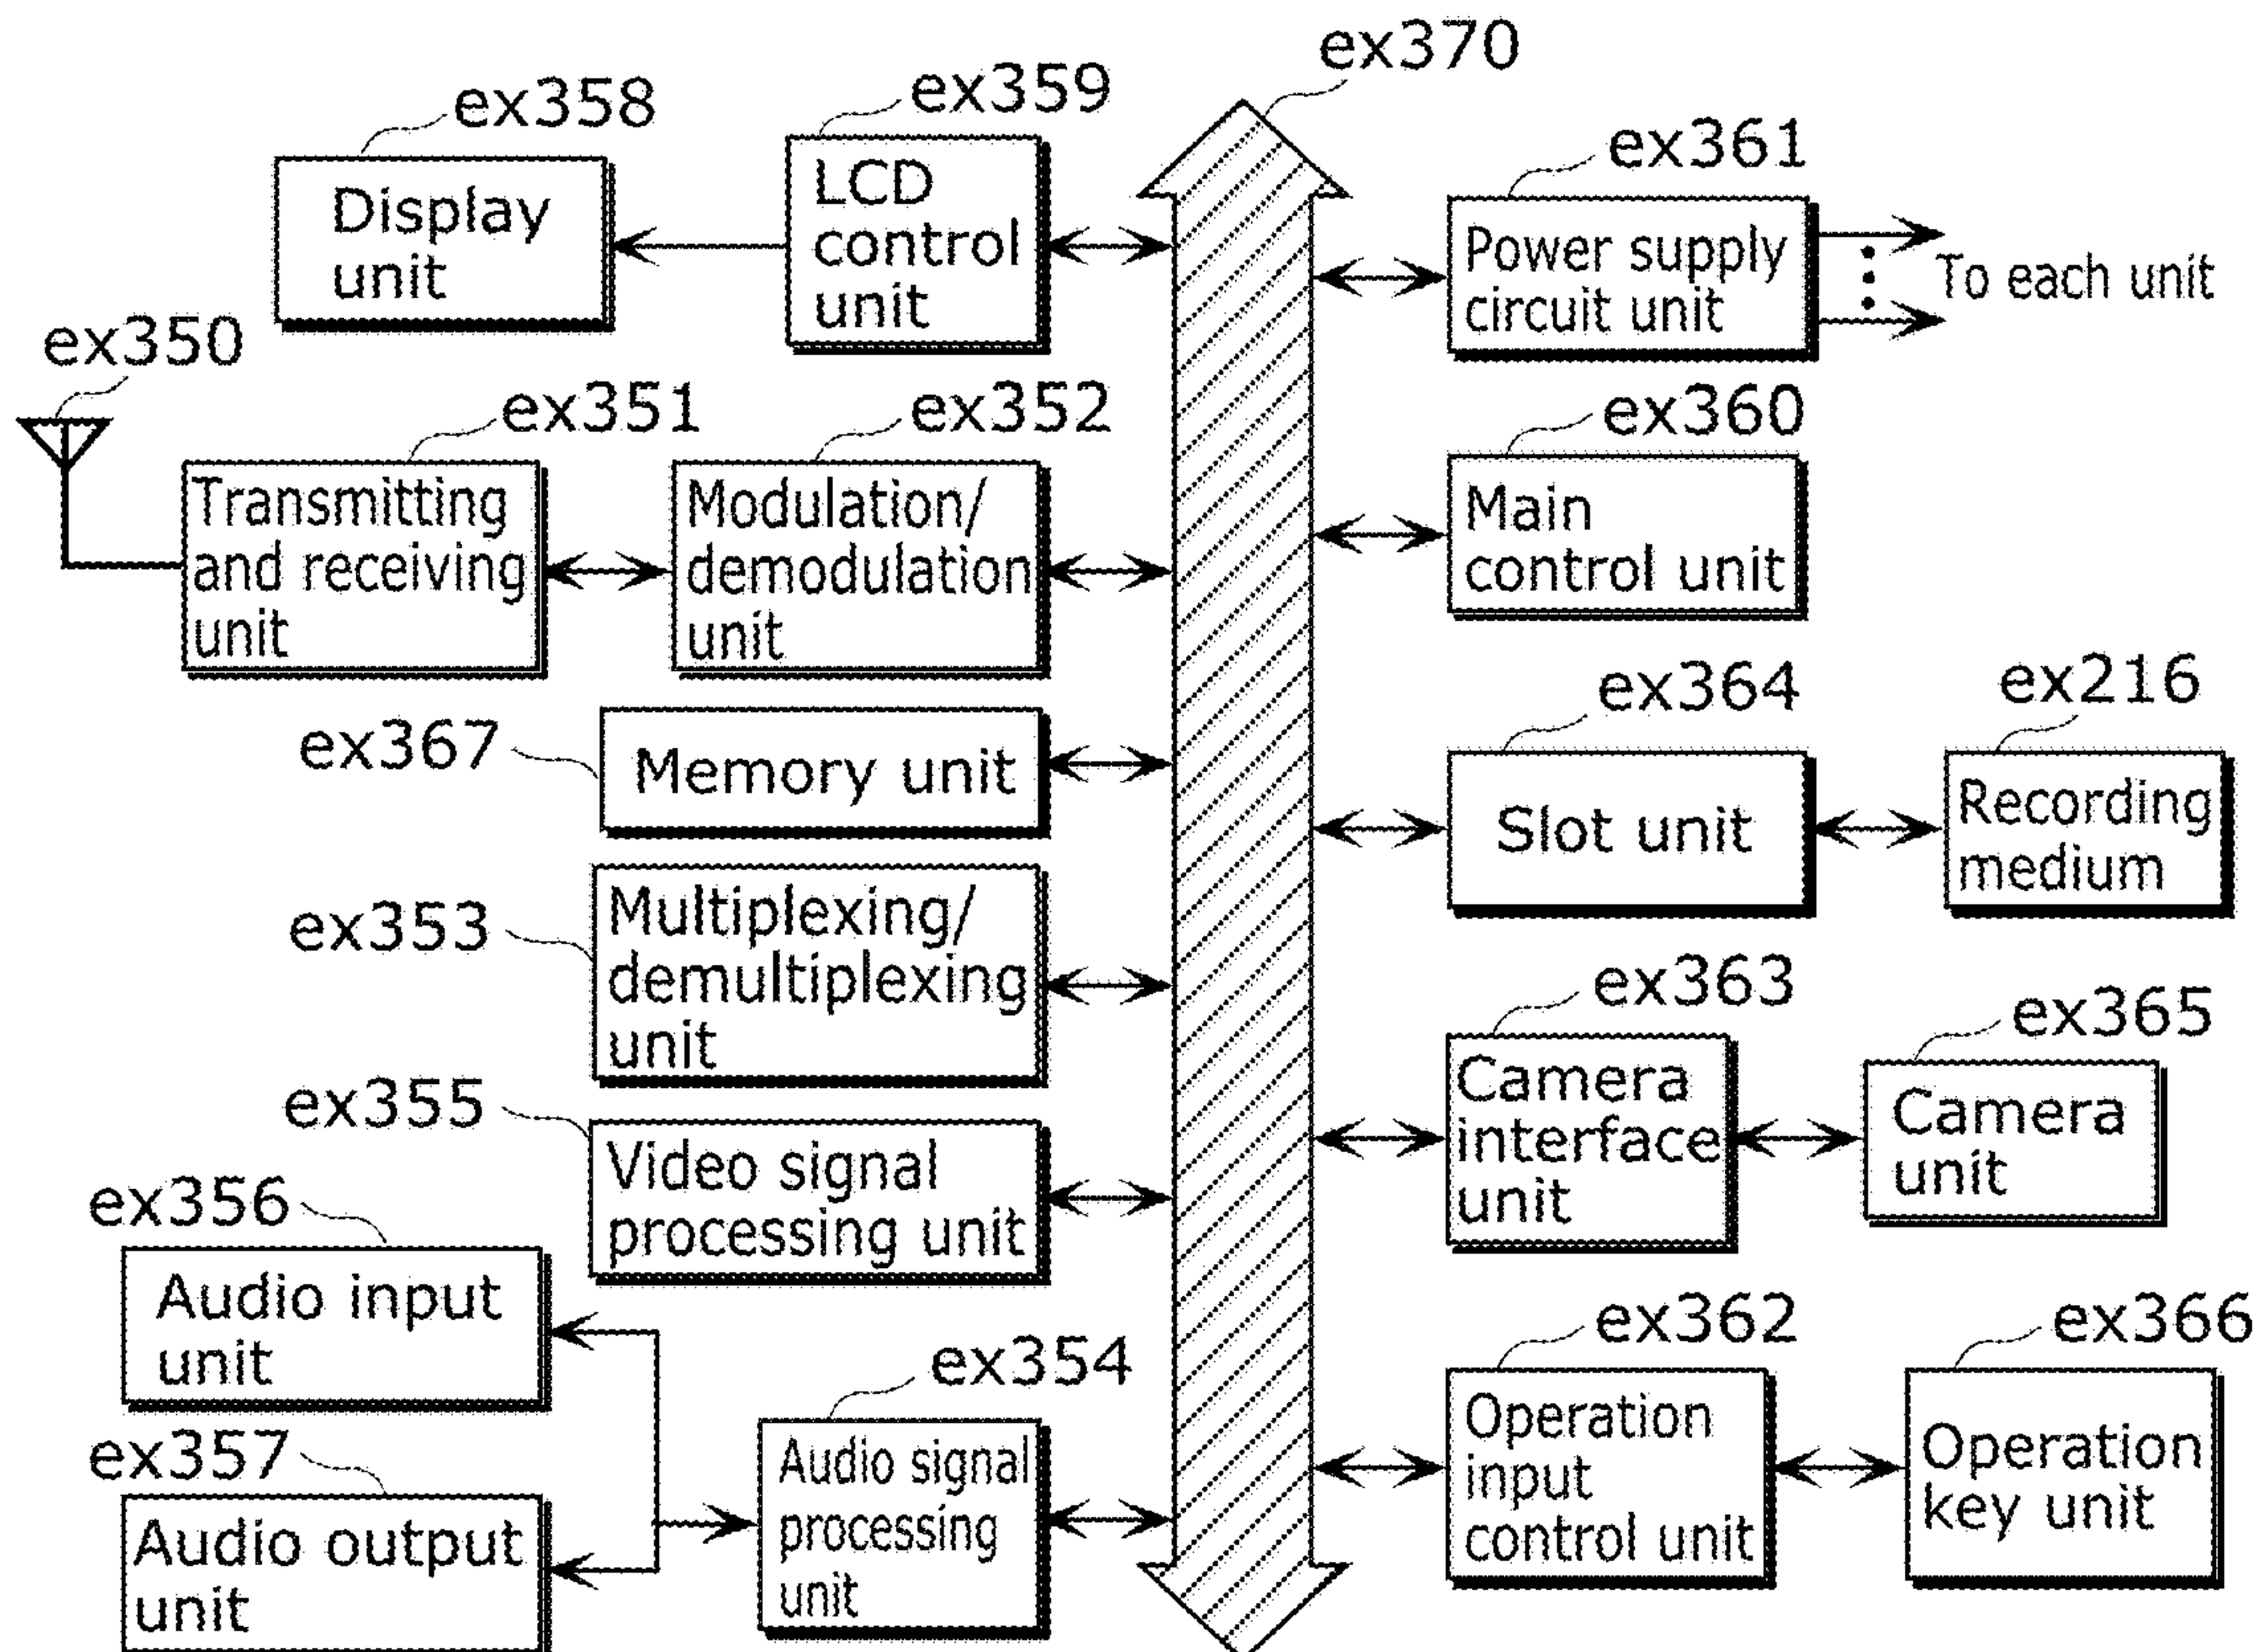 ex370
ex358
ex359
ex361
Display
unit
LCD
control
unit
Power supply
circuit unit
To each unit
ex350
ex351
ex352
ex360
Transmitting
and receiving
unit
Modulation/
demodulation
unit
Main
control unit
ex367
Memory unit
ex364
ex216
Slot unit
Recording
medium
ex353
Multiplexing/
demultiplexing
unit
ex363
ex365
Camera
interface
unit
Camera
unit
ex355
Video signal
processing unit
ex356
Audio input
unit
ex354
ex362
ex366
ex357
Audio output
unit
Audio signal
processing
unit
Operation
input
control unit
Operation
key unit